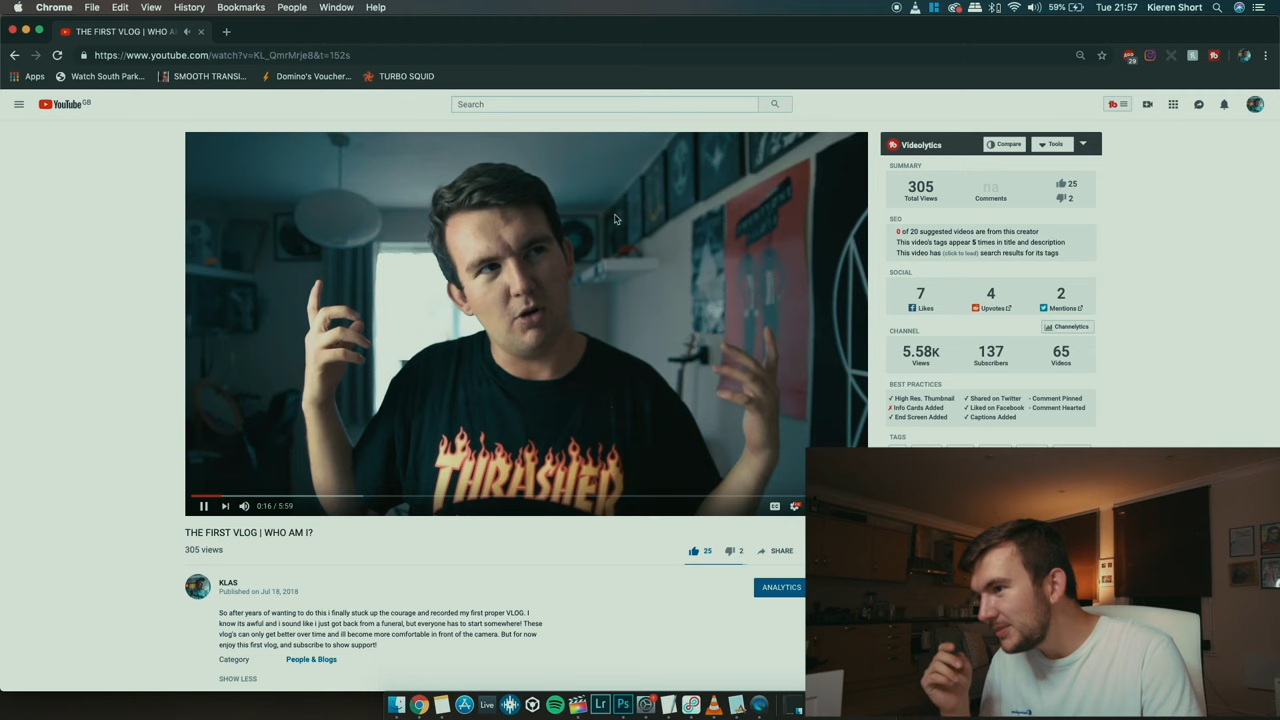 Chrome File Edit View History Bookmarks People Window Help 59% Tue 21:57 Kieren Short
THE FIRST VLOG | WHO AM
https://www.youtube.com/watch?v=KL_QmrMrje8&t=152s
29
Apps Watch South Park... SMOOTH TRANSI... Domino's Voucher... TURBO SQUID
YouTube GB
Search
Videolytics Compare Tools
SUMMARY
305 na 25
Total Views Comments 2
SEO
0 of 20 suggested videos are from this creator
This video's tags appear 5 times in title and description
This video has (click to load) search results for its tags
SOCIAL
7 4 2
Likes Upvotes Mentions
CHANNEL Channelytics
5.58K 137 65
Views Subscribers Videos
BEST PRACTICES
✓ High Res. Thumbnail ✓ Shared on Twitter - Comment Pinned
✗ Info Cards Added ✓ Liked on Facebook - Comment Hearted
✓ End Screen Added ✓ Captions Added
TAGS
THRASHER
0:16 / 5:59 CC
THE FIRST VLOG | WHO AM I?
305 views 25 2 SHARE
KLAS
Published on Jul 18, 2018
ANALYTICS
So after years of wanting to do this i finally stuck up the courage and recorded my first proper VLOG. I
know its awful and i sound like i just got back from a funeral, but everyone has to start somewhere! These
vlog's can only get better over time and ill become more comfortable in front of the camera. But for now
enjoy this first vlog, and subscribe to show support!
Category People & Blogs
SHOW LESS
Live Lr Ps